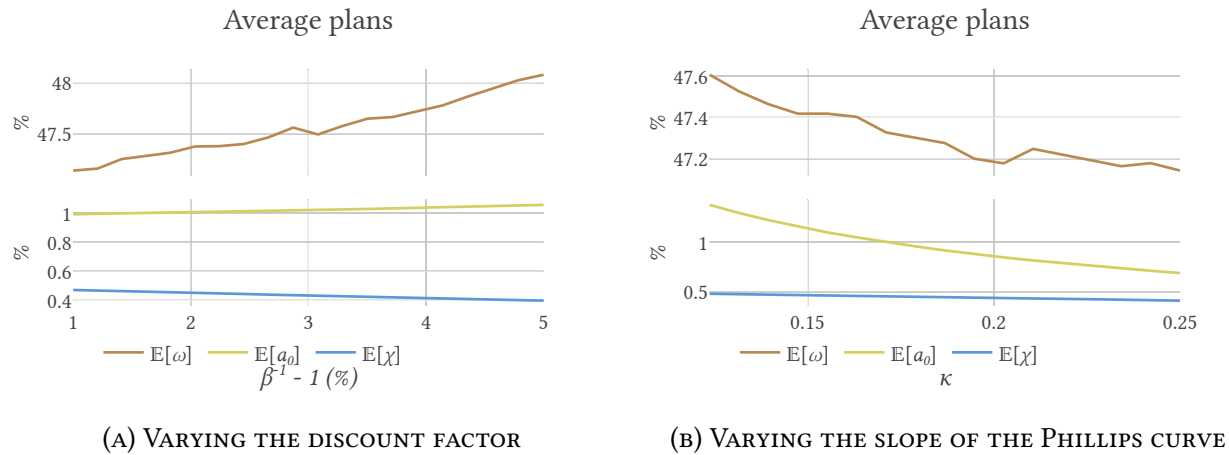 Average plans
48
47.5
%
1
0.8
0.6
0.4
%
1 2 3 4 5
𝔼[ω] 𝔼[a₀] 𝔼[χ]
β⁻¹ - 1 (%)
(A) VARYING THE DISCOUNT FACTOR
Average plans
47.6
47.4
47.2
%
1
0.5
%
0.15 0.2 0.25
𝔼[ω] 𝔼[a₀] 𝔼[χ]
κ
(B) VARYING THE SLOPE OF THE PHILLIPS CURVE